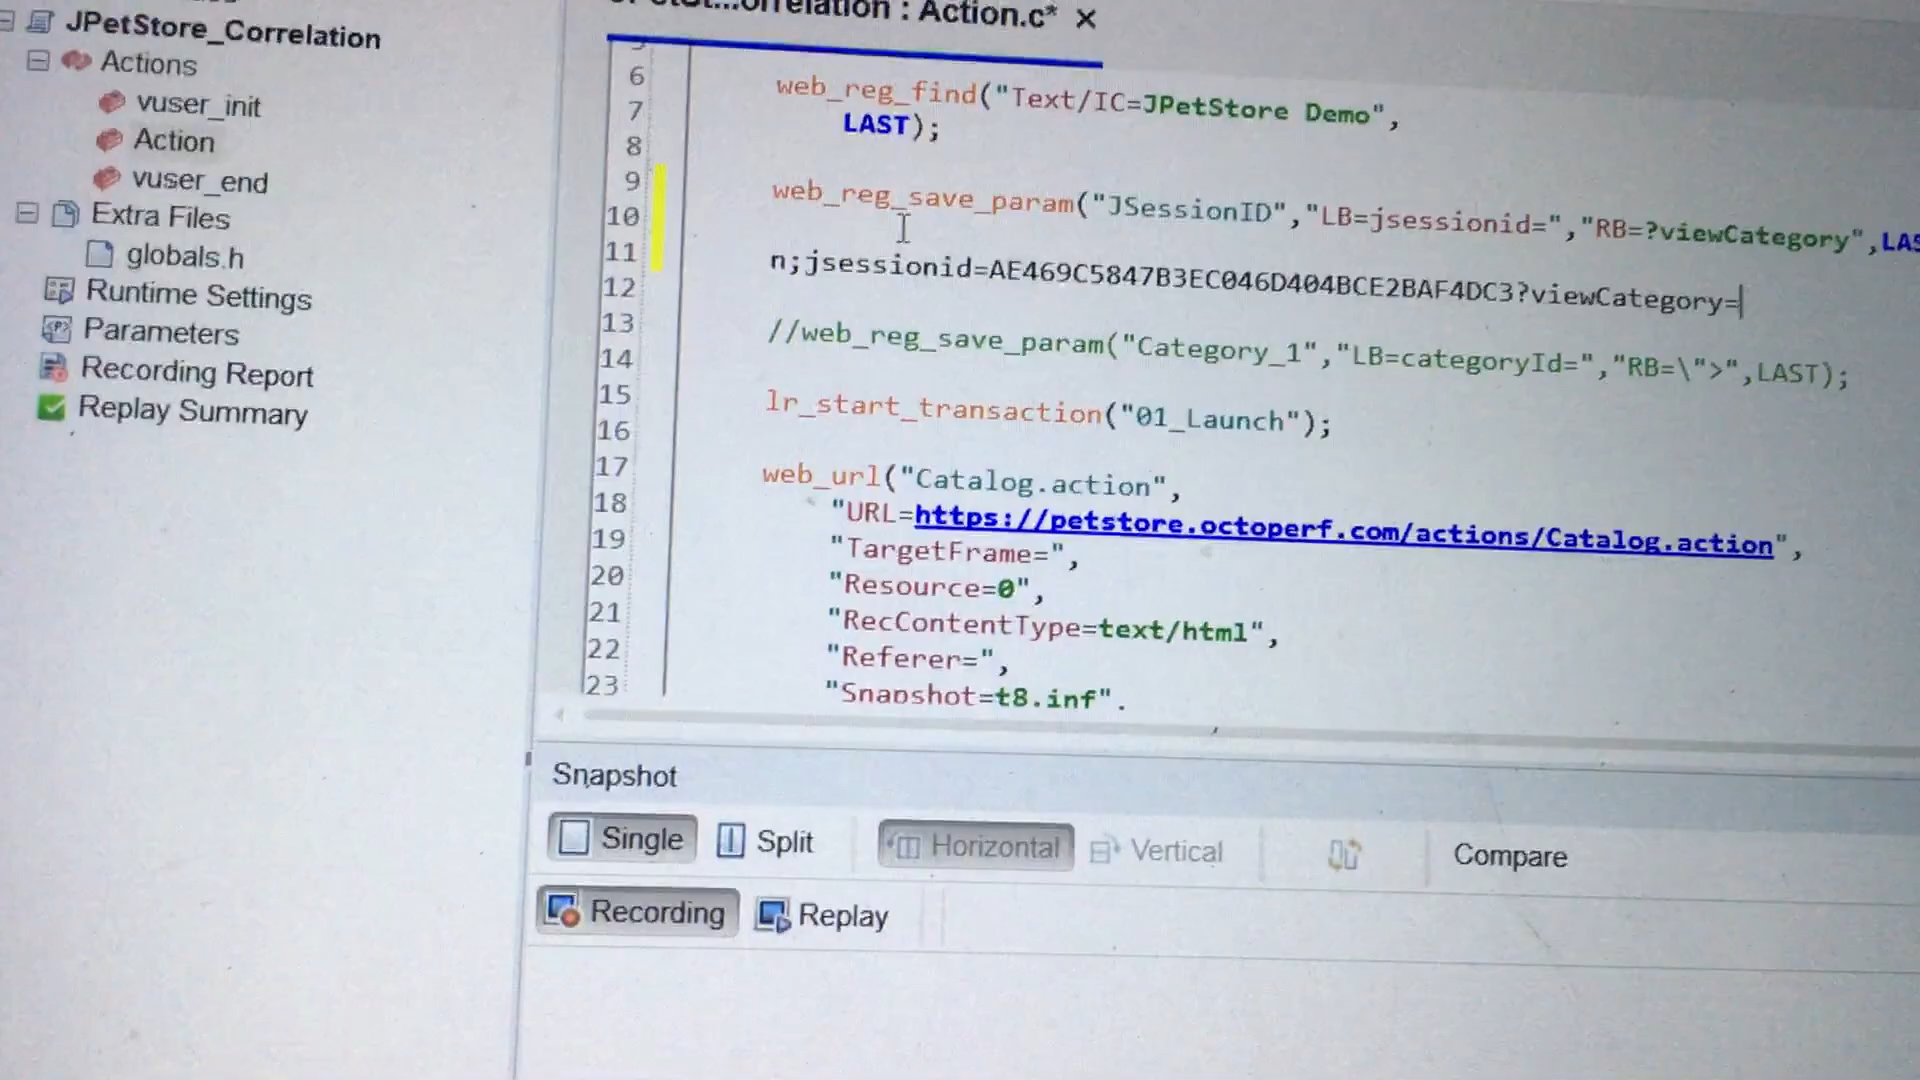 JPetStore_Correlation
Actions
vuser_init
Action
vuser_end
Extra Files
globals.h
Runtime Settings
Parameters
Recording Report
Replay Summary
: Action.c* ×
6 web_reg_find("Text/IC=JPetStore Demo",
7 LAST);
8
9 web_reg_save_param("JSessionID","LB=jsessionid=","RB=?viewCategory",LAS
10
11 n;jsessionid=AE469C5847B3EC046D404BCE2BAF4DC3?viewCategory=
12
13 //web_reg_save_param("Category_1","LB=categoryId=","RB=\">",LAST);
14
15 lr_start_transaction("01_Launch");
16
17 web_url("Catalog.action",
18 "URL=https://petstore.octoperf.com/actions/Catalog.action",
19 "TargetFrame=",
20 "Resource=0",
21 "RecContentType=text/html",
22 "Referer=",
23 "Snapshot=t8.inf",
Snapshot
Single Split Horizontal Vertical Compare
Recording Replay